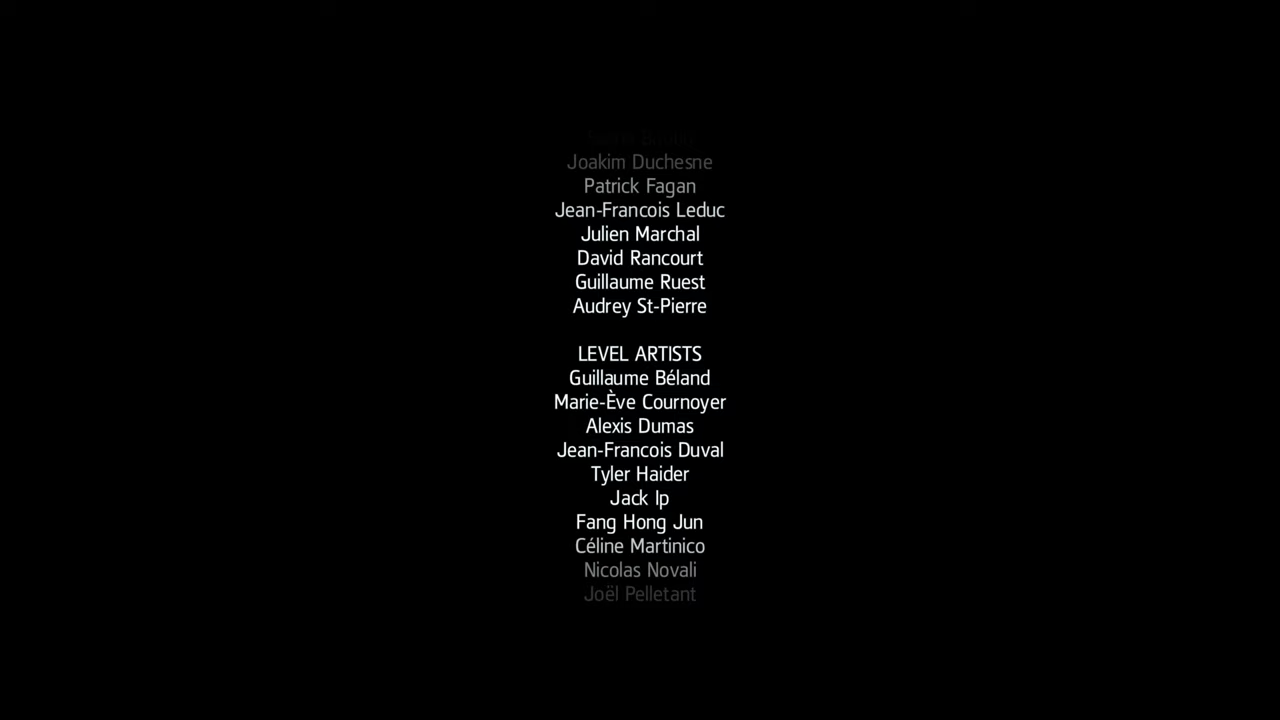 Joakim Duchesne
Patrick Fagan
Jean-Francois Leduc
Julien Marchal
David Rancourt
Guillaume Ruest
Audrey St-Pierre
LEVEL ARTISTS
Guillaume Béland
Marie-Ève Cournoyer
Alexis Dumas
Jean-Francois Duval
Tyler Haider
Jack Ip
Fang Hong Jun
Céline Martinico
Nicolas Novali
Joël Pelletant